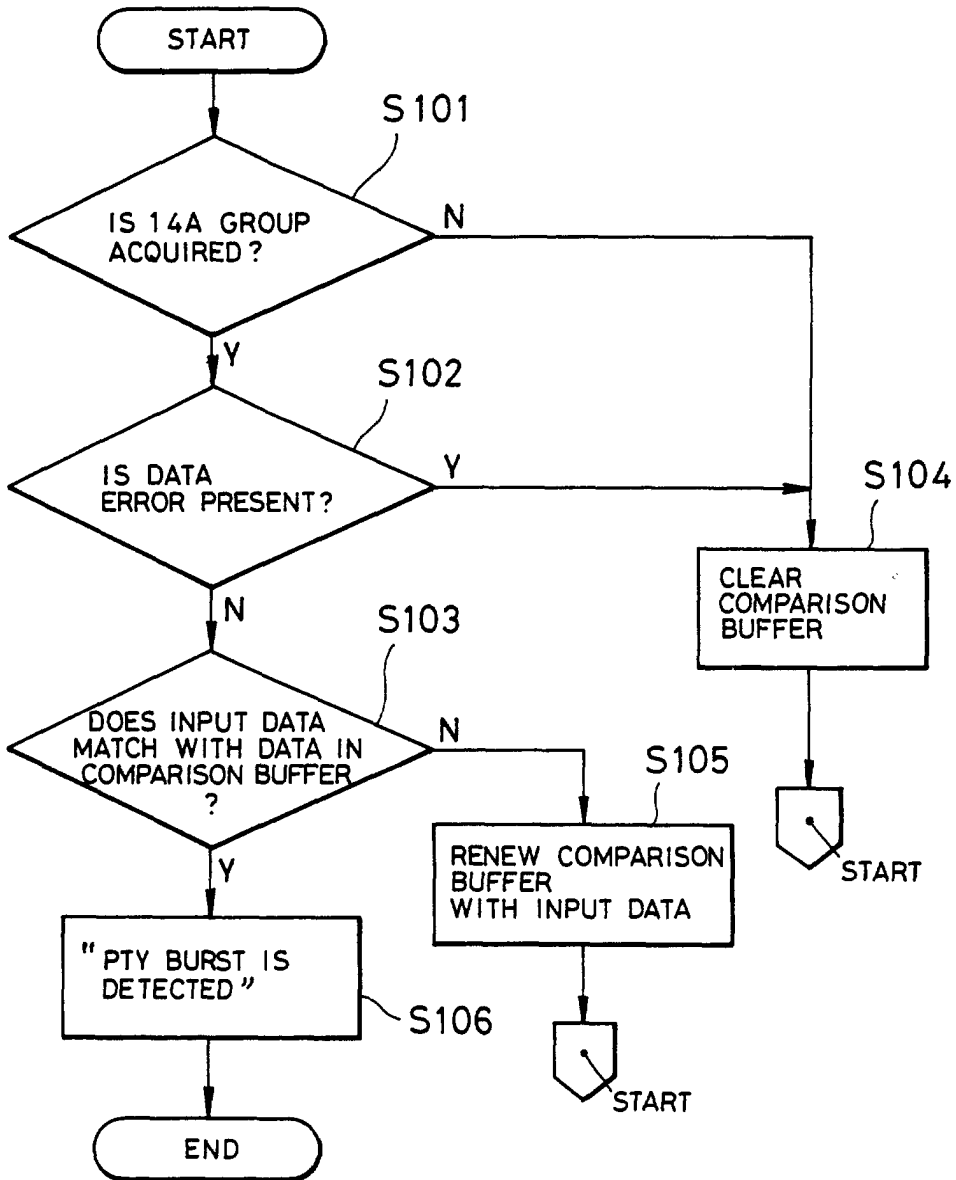 START
S101
IS 14A GROUP
ACQUIRED?
N
Y
S102
IS DATA
ERROR PRESENT?
Y
N
S104
CLEAR
COMPARISON
BUFFER
START
S103
DOES INPUT DATA
MATCH WITH DATA IN
COMPARISON BUFFER
?
N
Y
S105
RENEW COMPARISON
BUFFER
WITH INPUT DATA
START
"PTY BURST IS
DETECTED"
S106
END